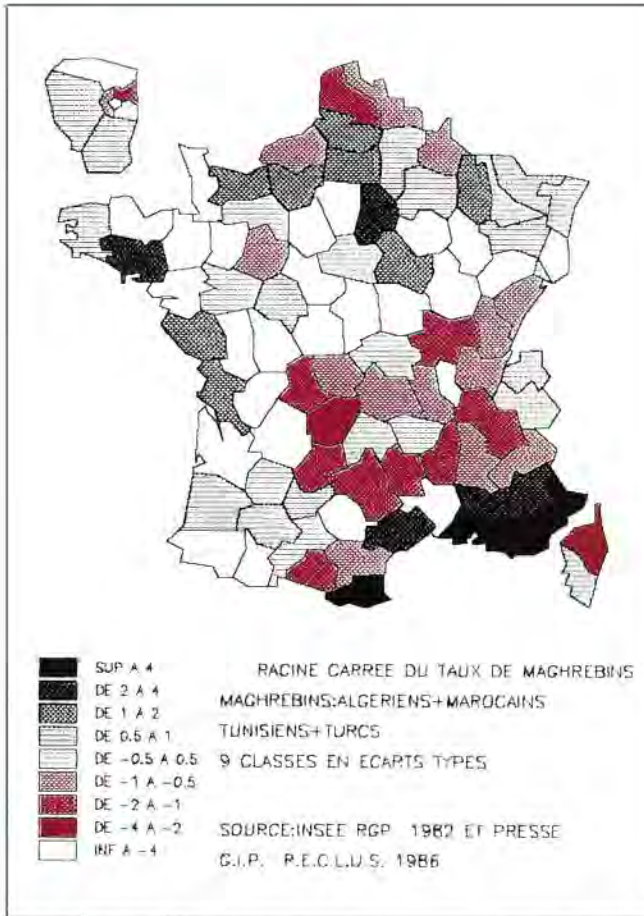 SUP A 4
DE 2 A 4
DE 1 A 2
DE 0.5 A 1
DE -0.5 A 0.5
DE -1 A -0.5
DE -2 A -1
DE -4 A -2
INF A -4
RACINE CARREE DU TAUX DE MAGHREBINS
MAGHREBINS:ALGERIENS+MAROCAINS
TUNISIENS+TURCS
9 CLASSES EN ECARTS TYPES
SOURCE:INSEE RGP 1982 ET PRESSE
G.I.P. R.E.C.L.U.S. 1986